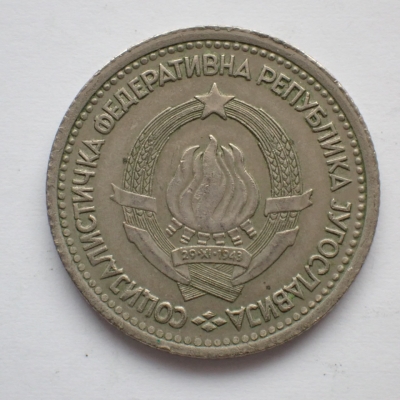 СОЦИЈАЛИСТИЧКА ФЕДЕРАТИВНА РЕПУБЛИКА ЈУГОСЛАВИЈА
29·XI·1943